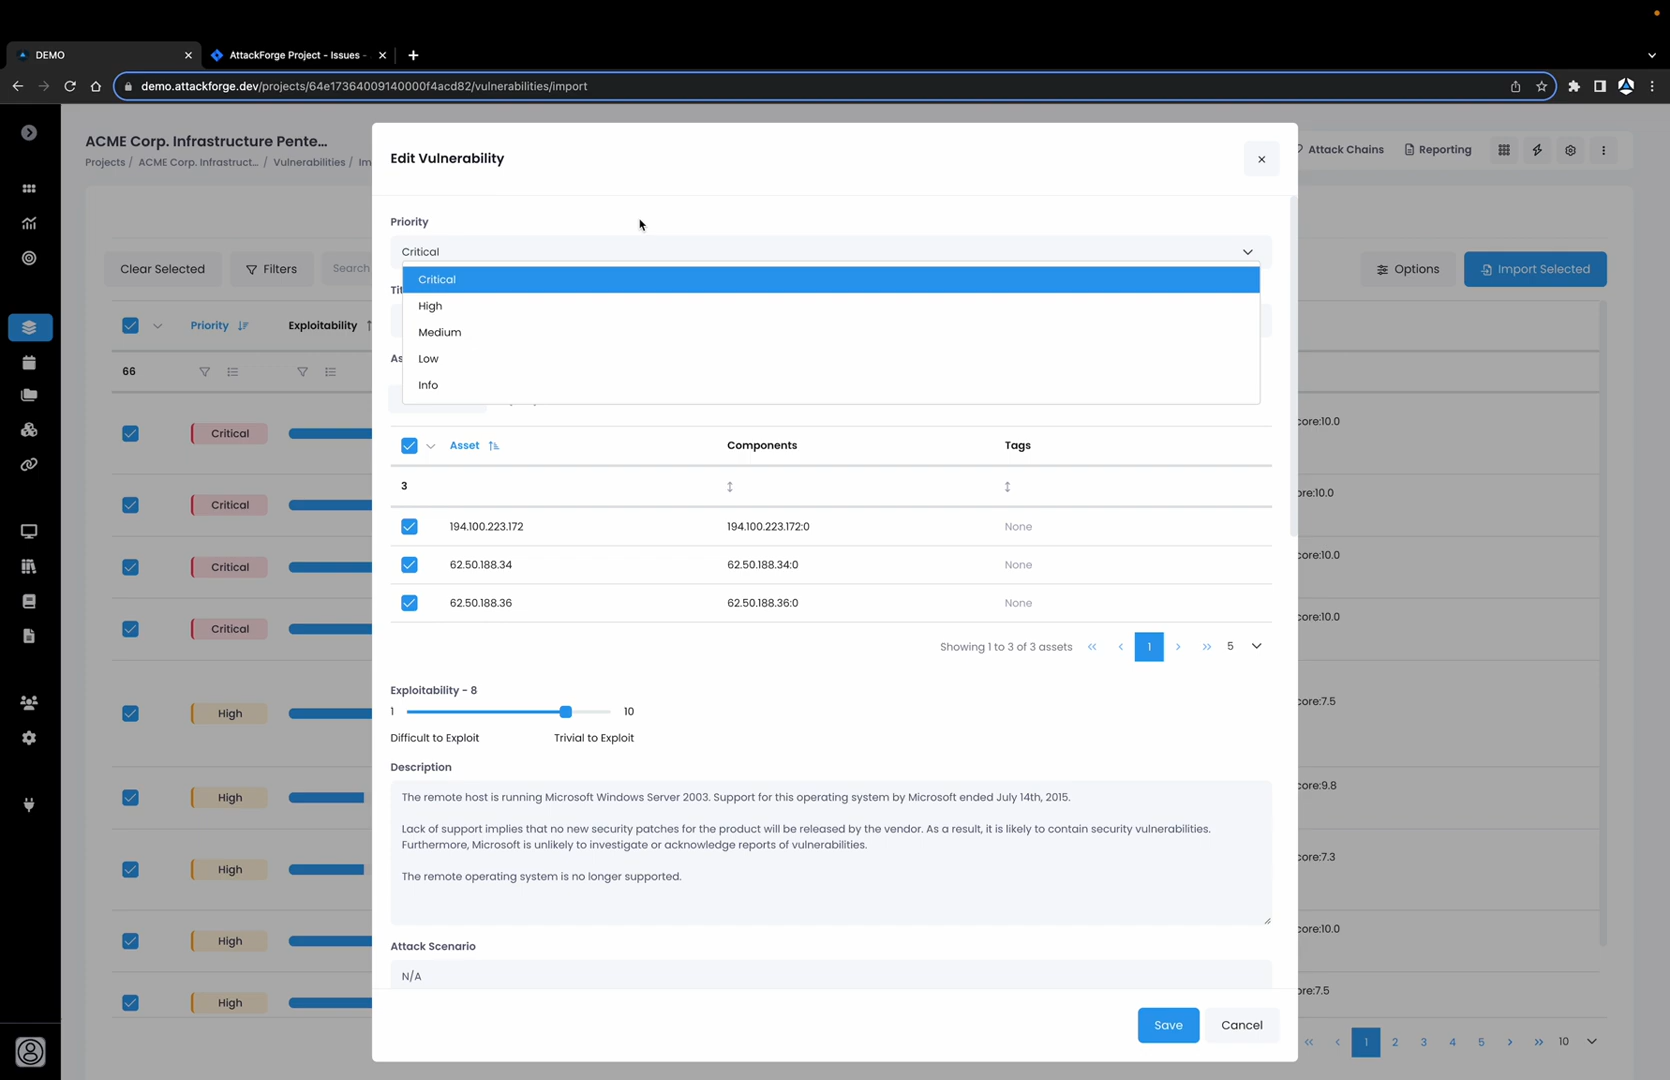 DEMO
AttackForge Project - Issues -
demo.attackforge.dev/projects/64e17364009140000f4acd82/vulnerabilities/import
ACME Corp. Infrastructure Pente...
Projects / ACME Corp. Infrastruct... / Vulnerabilities / Im
Attack Chains
Reporting
Clear Selected
Filters
Search
Options
Import Selected
Priority
Exploitability
66
Critical
Critical
Critical
Critical
High
High
High
High
High
core:10.0
ore:10.0
core:10.0
core:10.0
core:7.5
core:9.8
core:7.3
core:10.0
ore:7.5
1 2 3 4 5 10
Edit Vulnerability
Priority
Critical
Critical
High
Medium
Low
Info
Tit
As
Asset Components Tags
3
194.100.223.172 194.100.223.172:0 None
62.50.188.34 62.50.188.34:0 None
62.50.188.36 62.50.188.36:0 None
Showing 1 to 3 of 3 assets « ‹ 1 › » 5
Exploitability - 8
1 10
Difficult to Exploit Trivial to Exploit
Description
The remote host is running Microsoft Windows Server 2003. Support for this operating system by Microsoft ended July 14th, 2015.
Lack of support implies that no new security patches for the product will be released by the vendor. As a result, it is likely to contain security vulnerabilities.
Furthermore, Microsoft is unlikely to investigate or acknowledge reports of vulnerabilities.
The remote operating system is no longer supported.
Attack Scenario
N/A
Save
Cancel